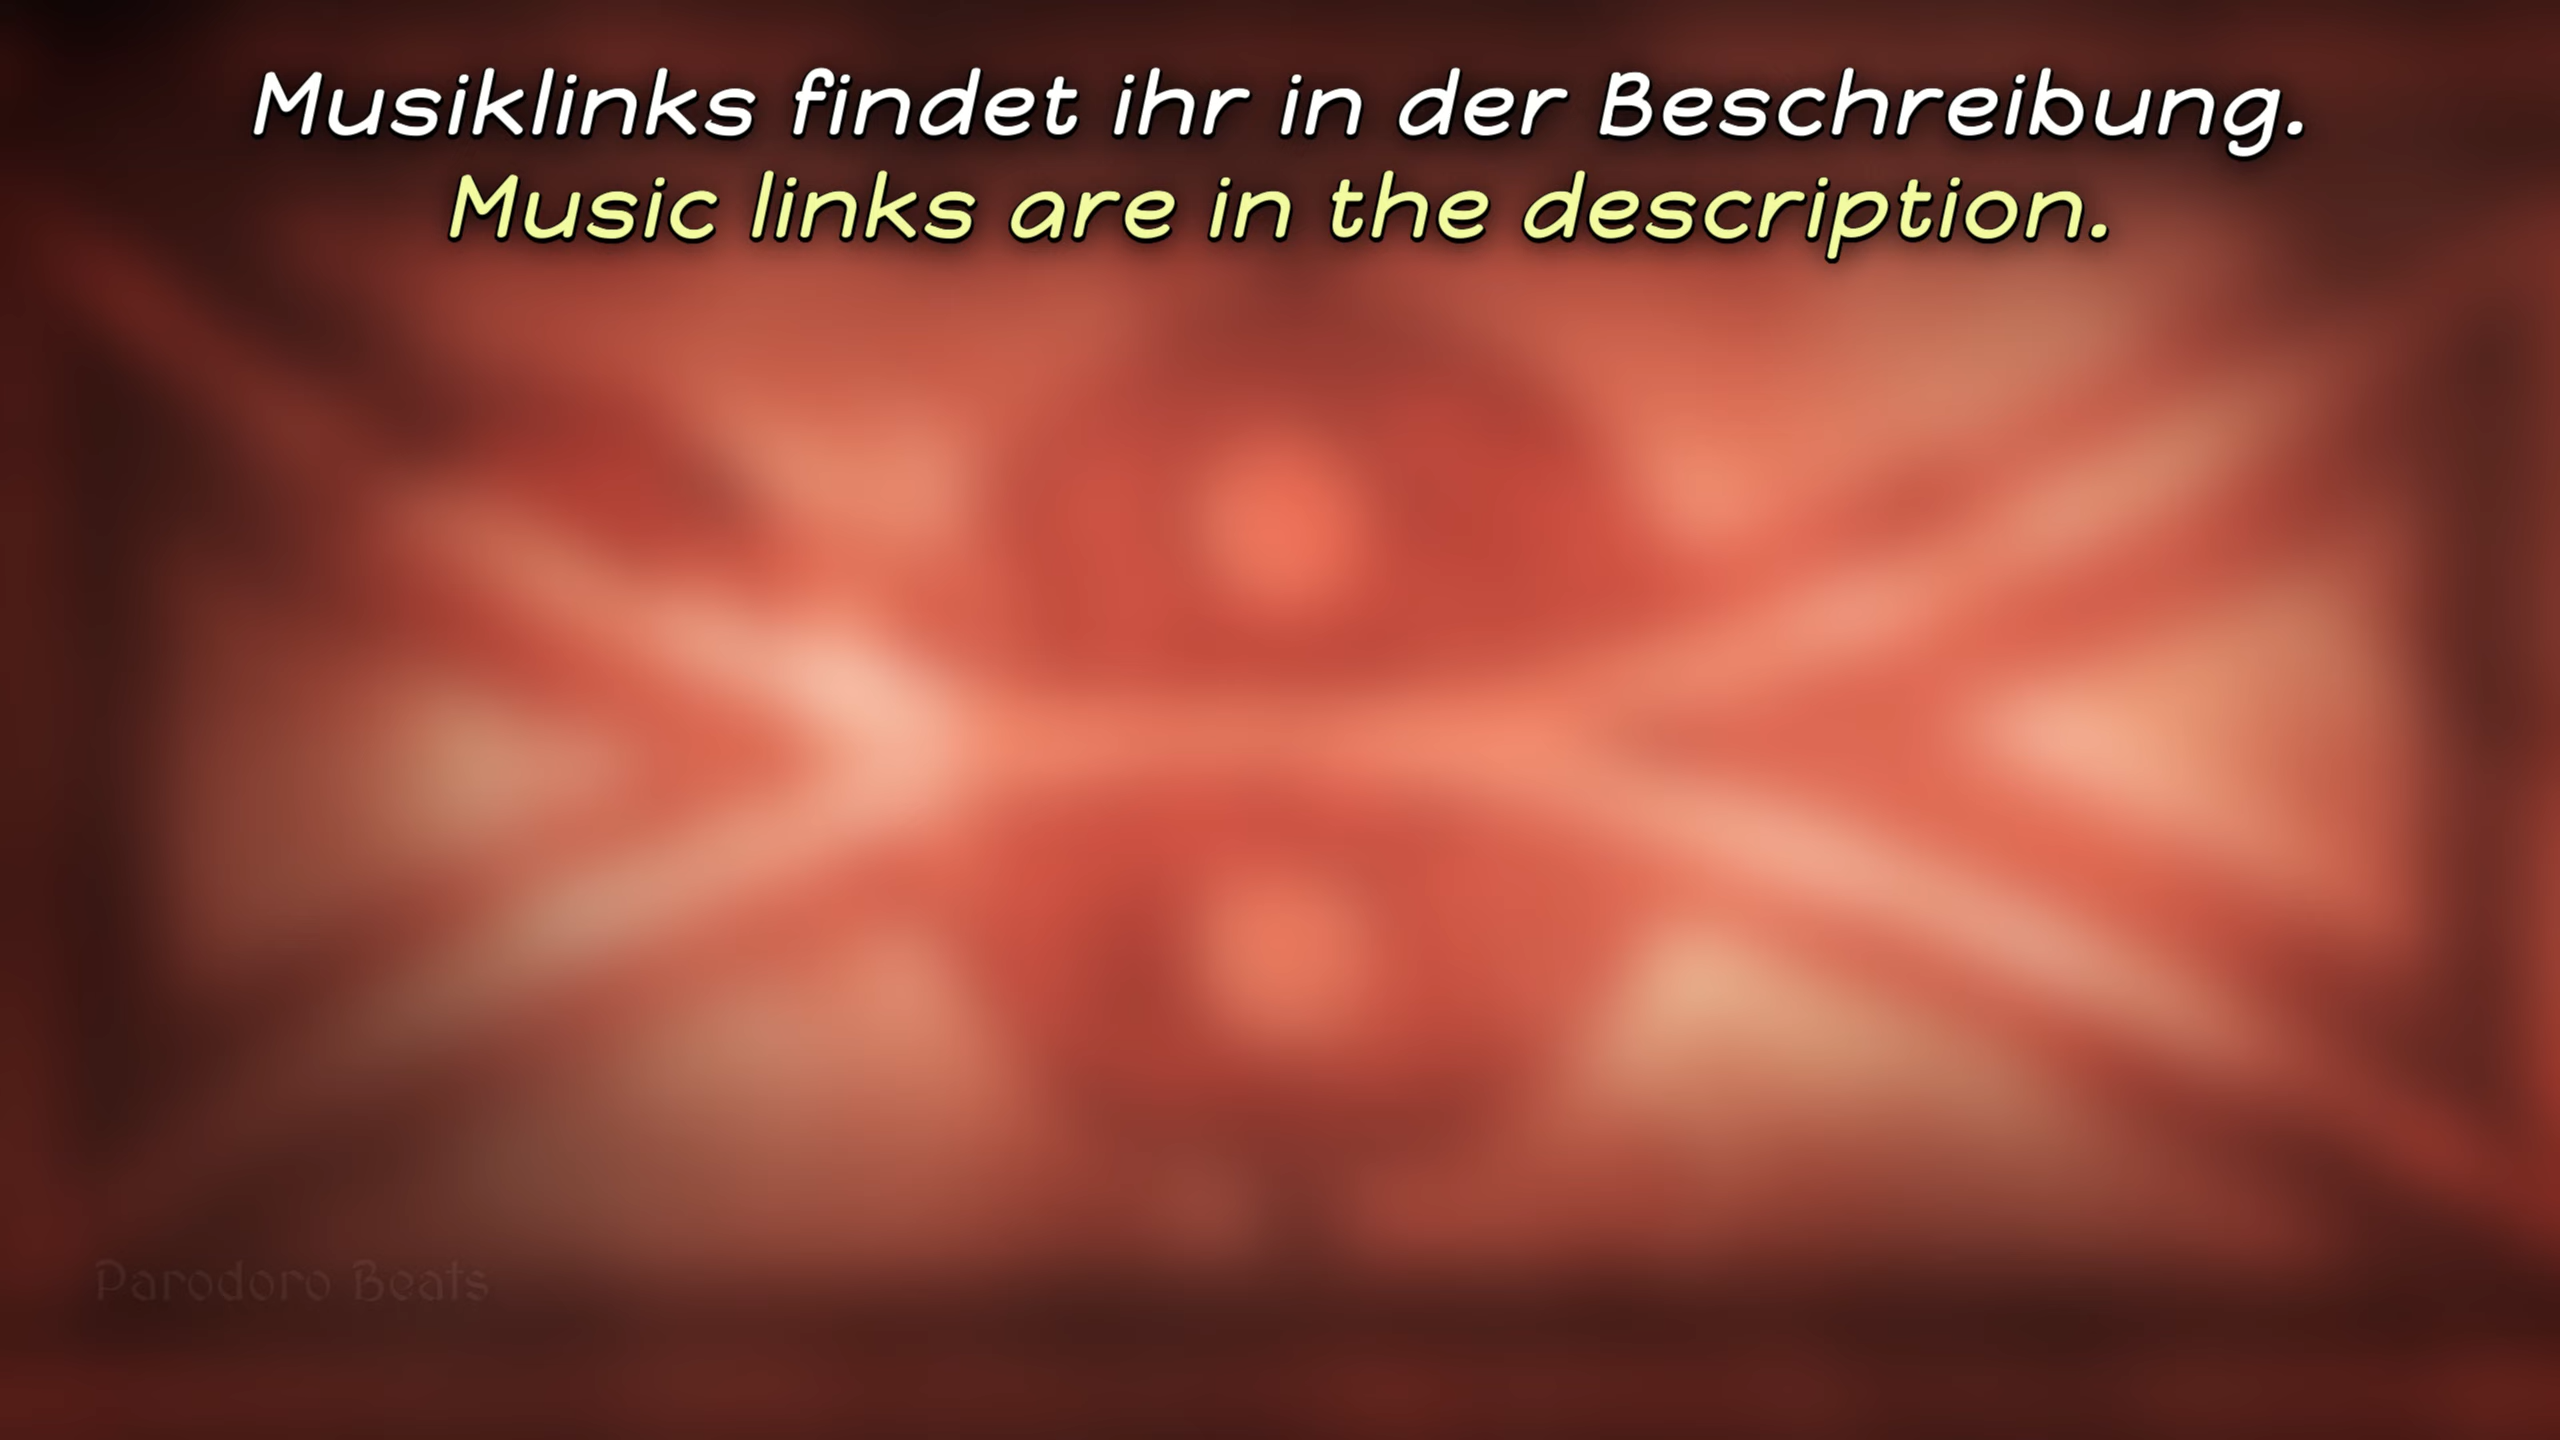 Musiklinks findet ihr in der Beschreibung.
Music links are in the description.
Parodoro Beats